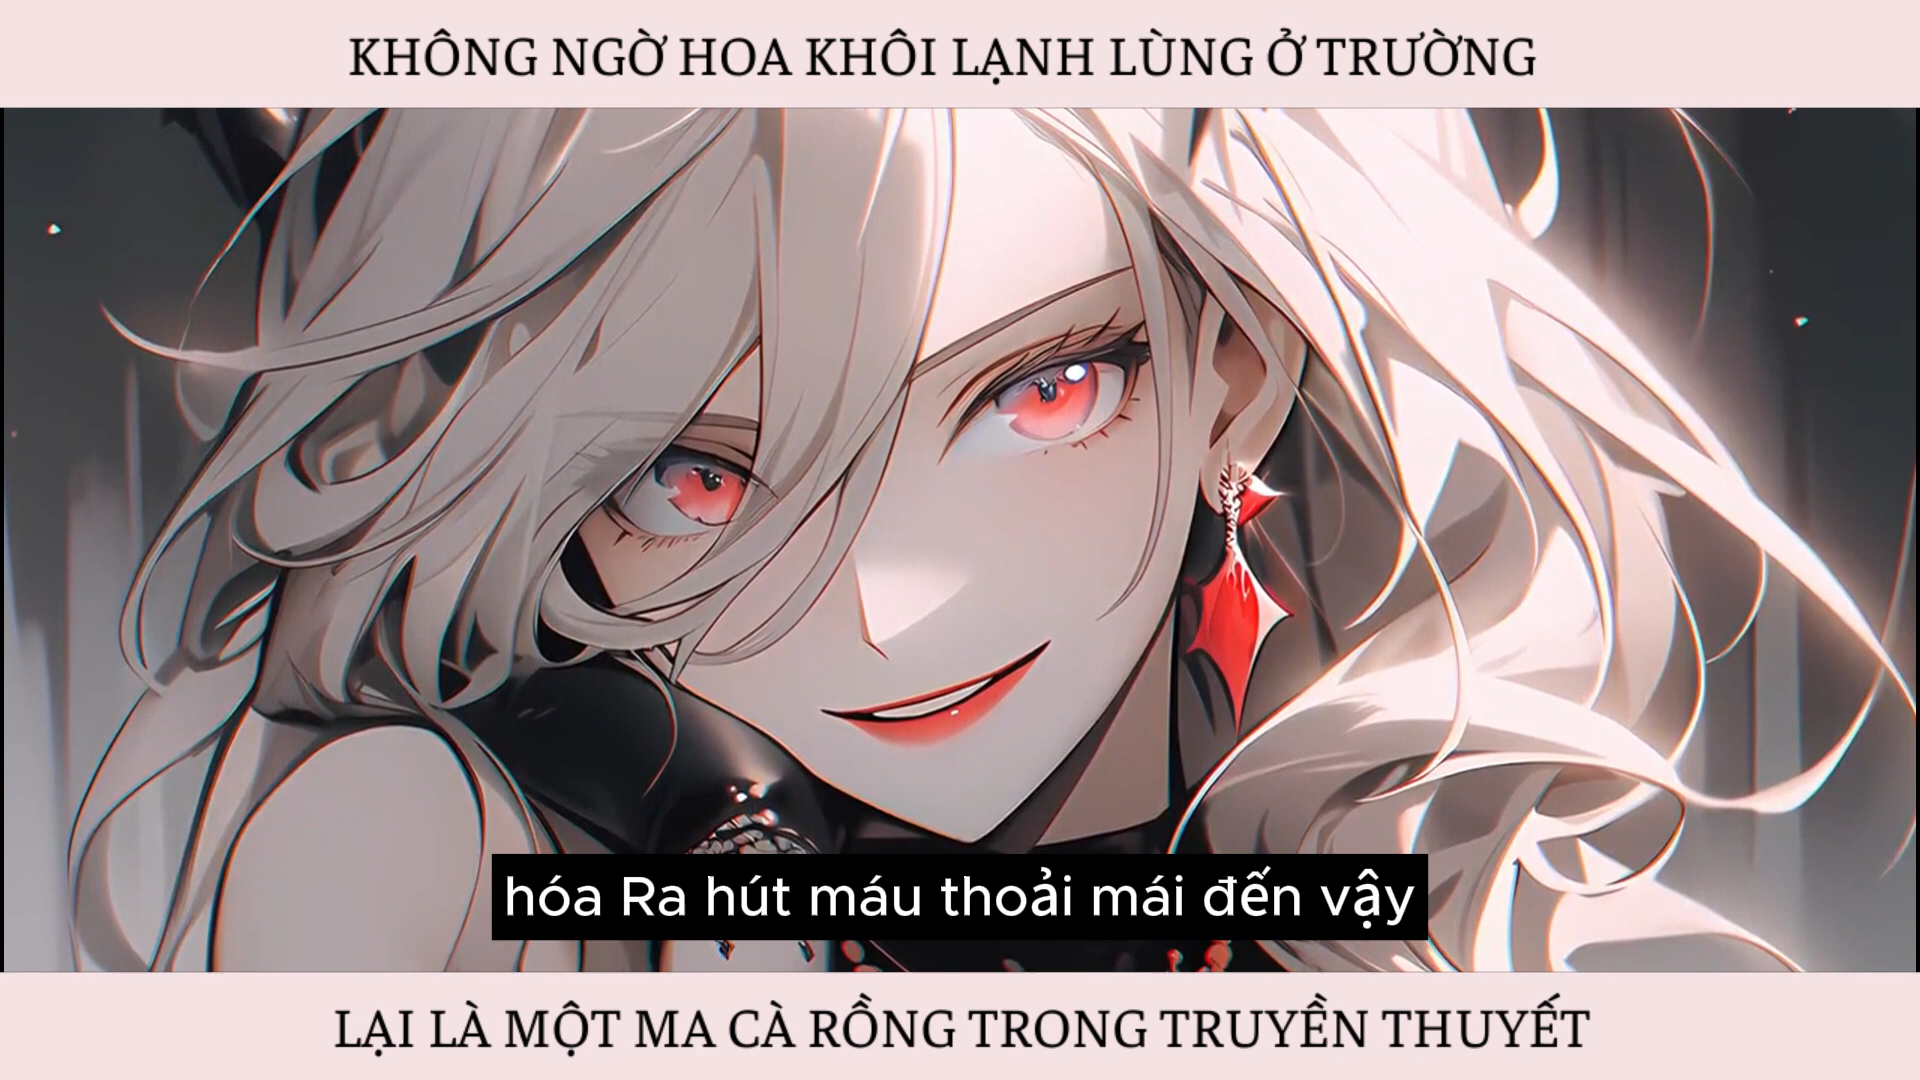 KHÔNG NGỜ HOA KHÔI LẠNH LÙNG Ở TRƯỜNG
hóa Ra hút máu thoải mái đến vậy
LẠI LÀ MỘT MA CÀ RỒNG TRONG TRUYỀN THUYẾT